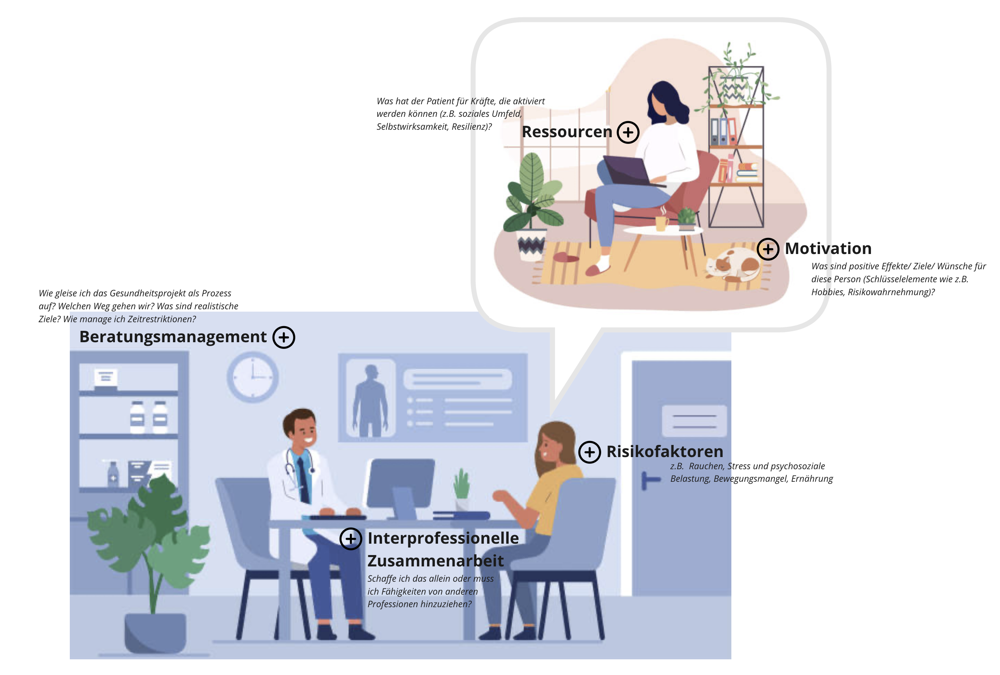 Was hat der Patient für Kräfte, die aktiviert
werden können (z.B. soziales Umfeld,
Selbstwirksamkeit, Resilienz)?
Ressourcen
Motivation
Was sind positive Effekte/ Ziele/ Wünsche für
diese Person (Schlüsselelemente wie z.B.
Hobbies, Risikowahrnehmung)?
Wie gleise ich das Gesundheitsprojekt als Prozess
auf? Welchen Weg gehen wir? Was sind realistische
Ziele? Wie manage ich Zeitrestriktionen?
Beratungsmanagement
Risikofaktoren
z.B.  Rauchen, Stress und psychosoziale
Belastung, Bewegungsmangel, Ernährung
Interprofessionelle
Zusammenarbeit
Schaffe ich das allein oder muss
ich Fähigkeiten von anderen
Professionen hinzuziehen?